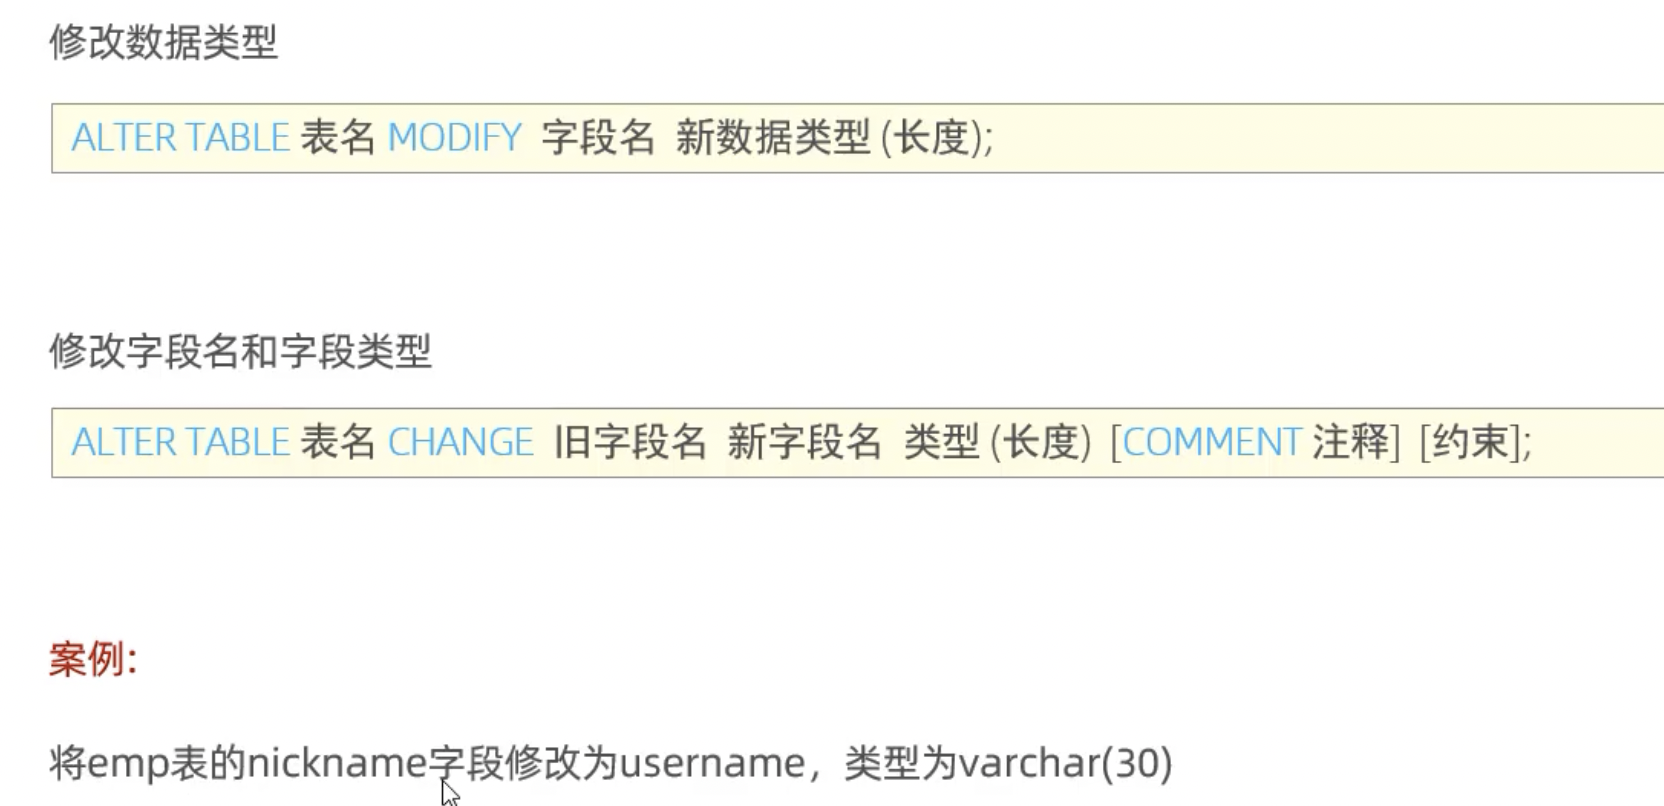 修改数据类型
ALTER TABLE 表名 MODIFY 字段名 新数据类型 (长度);
修改字段名和字段类型
ALTER TABLE 表名 CHANGE 旧字段名 新字段名 类型 (长度) [COMMENT 注释] [约束];
案例：
将emp表的nickname字段修改为username，类型为varchar(30)